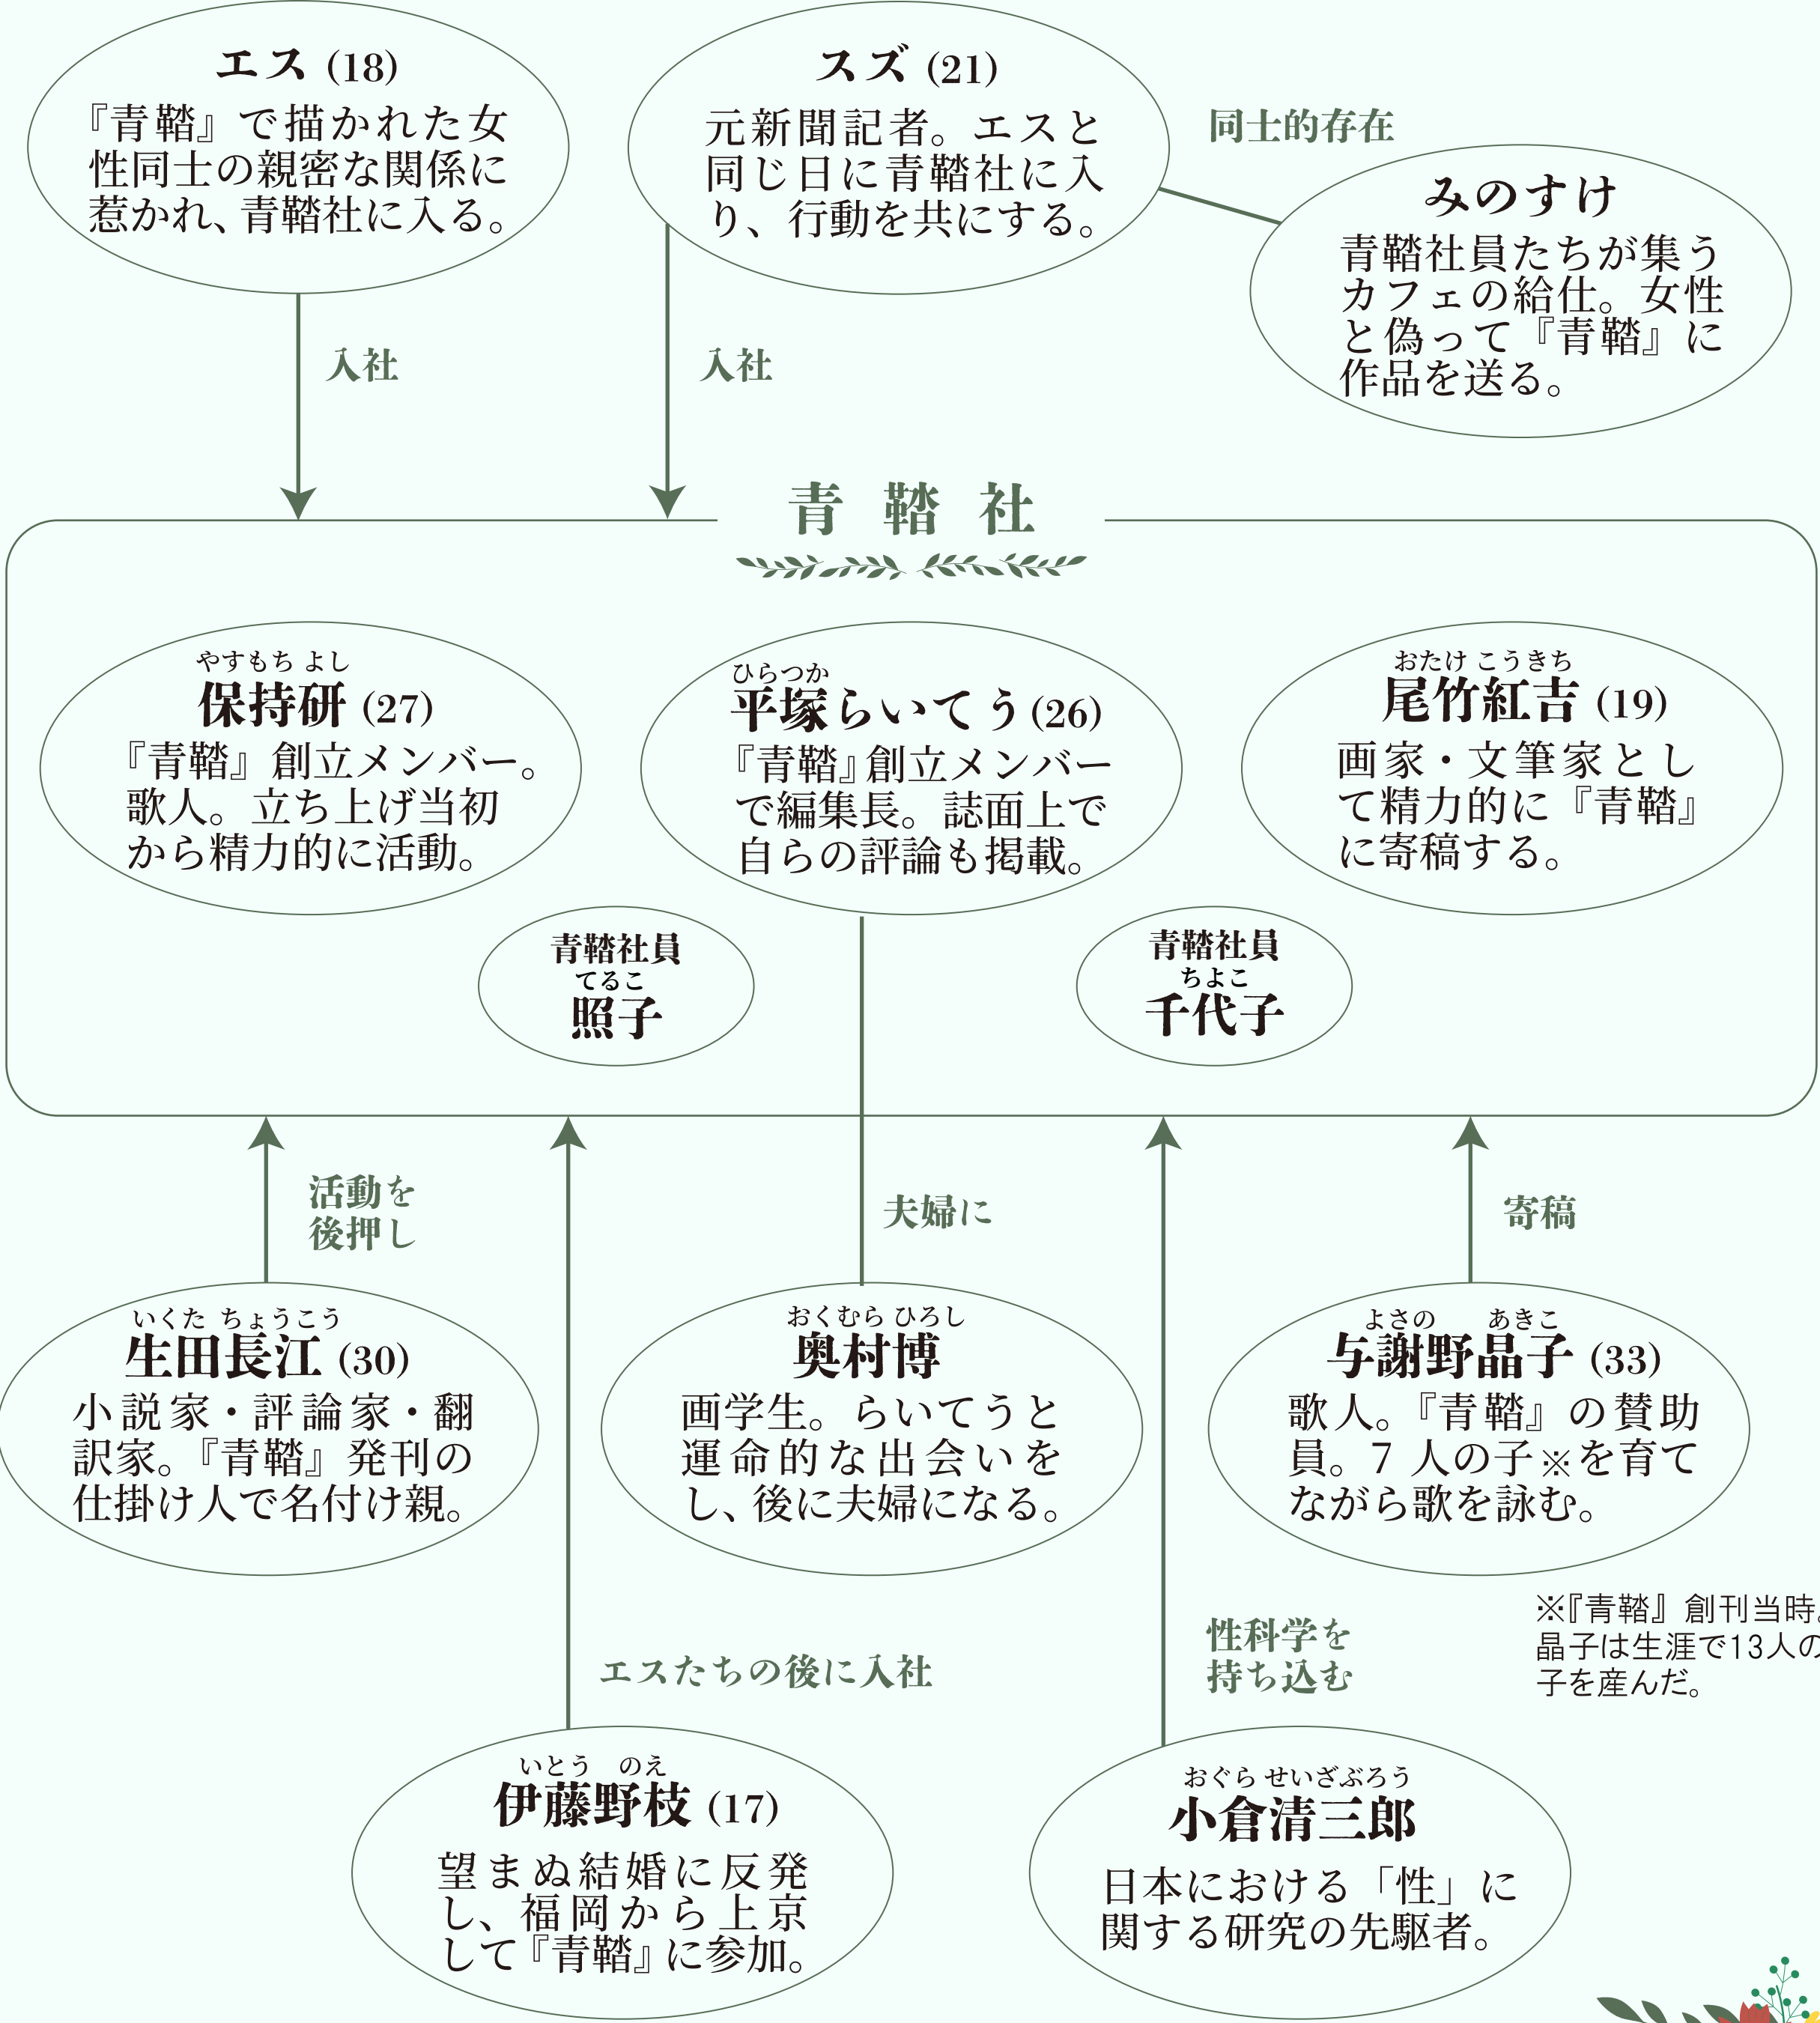 エス (18)
『青鞜』で描かれた女
性同士の親密な関係に
惹かれ、青鞜社に入る。
スズ (21)
元新聞記者。エスと
同じ日に青鞜社に入
り、行動を共にする。
同士的存在
みのすけ
青鞜社員たちが集う
カフェの給仕。女性
と偽って『青鞜』に
作品を送る。
入社
入社
青鞜社
やすもち よし
保持研 (27)
『青鞜』創立メンバー。
歌人。立ち上げ当初
から精力的に活動。
ひらつか
平塚らいてう(26)
『青鞜』創立メンバー
で編集長。誌面上で
自らの評論も掲載。
おたけ こうきち
尾竹紅吉 (19)
画家・文筆家とし
て精力的に『青鞜』
に寄稿する。
青鞜社員
てるこ
照子
青鞜社員
ちよこ
千代子
活動を
後押し
夫婦に
寄稿
いくた ちょうこう
生田長江 (30)
小説家・評論家・翻
訳家。『青鞜』発刊の
仕掛け人で名付け親。
おくむら ひろし
奥村博
画学生。らいてうと
運命的な出会いを
し、後に夫婦になる。
よさの あきこ
与謝野晶子 (33)
歌人。『青鞜』の賛助
員。7 人の子※を育て
ながら歌を詠む。
※『青鞜』創刊当時。
晶子は生涯で13人の
子を産んだ。
エスたちの後に入社
性科学を
持ち込む
いとう のえ
伊藤野枝 (17)
望まぬ結婚に反発
し、福岡から上京
して『青鞜』に参加。
おぐら せいざぶろう
小倉清三郎
日本における「性」に
関する研究の先駆者。